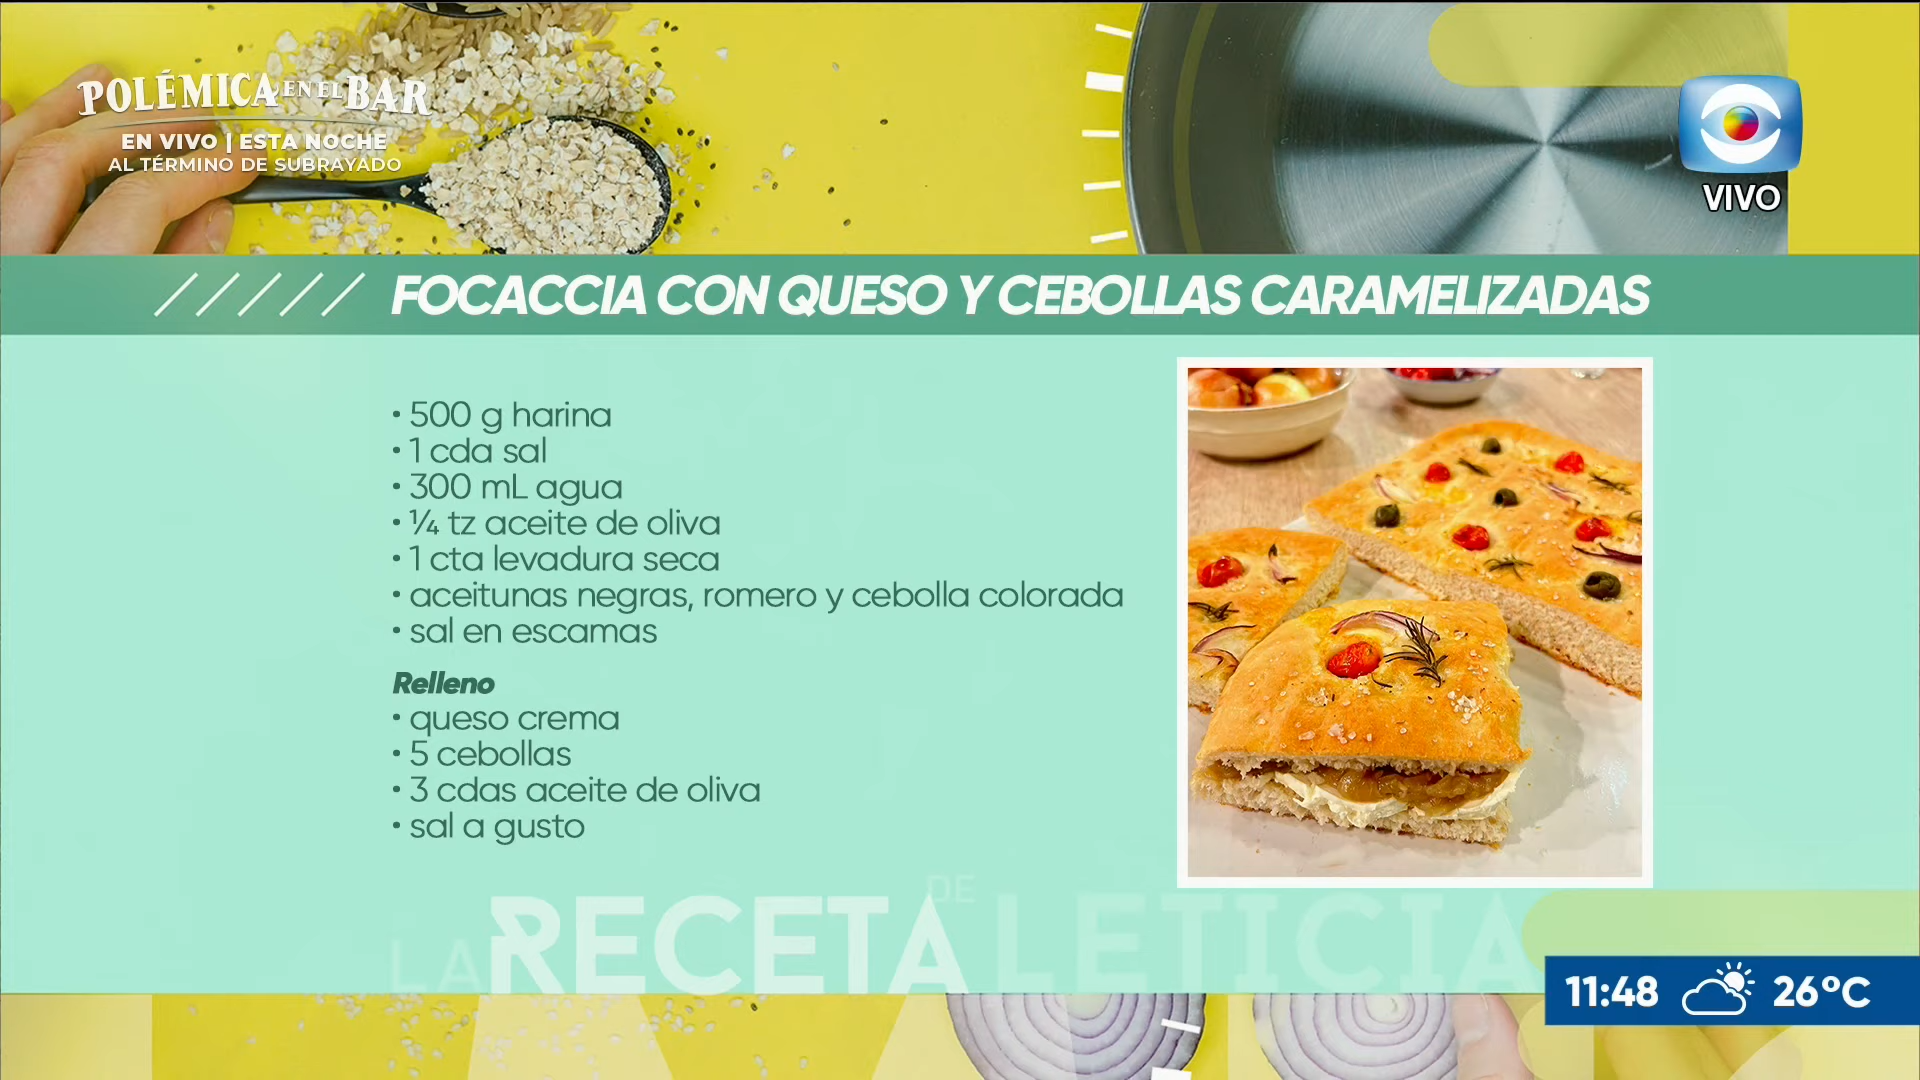 POLÉMICA EN EL BAR
EN VIVO | ESTA NOCHE
AL TÉRMINO DE SUBRAYADO
VIVO
FOCACCIA CON QUESO Y CEBOLLAS CARAMELIZADAS
• 500 g harina
• 1 cda sal
• 300 mL agua
• ¼ tz aceite de oliva
• 1 cta levadura seca
• aceitunas negras, romero y cebolla colorada
• sal en escamas
Relleno
• queso crema
• 5 cebollas
• 3 cdas aceite de oliva
• sal a gusto
LA RECETA DE LETICIA
11:48 26ºC